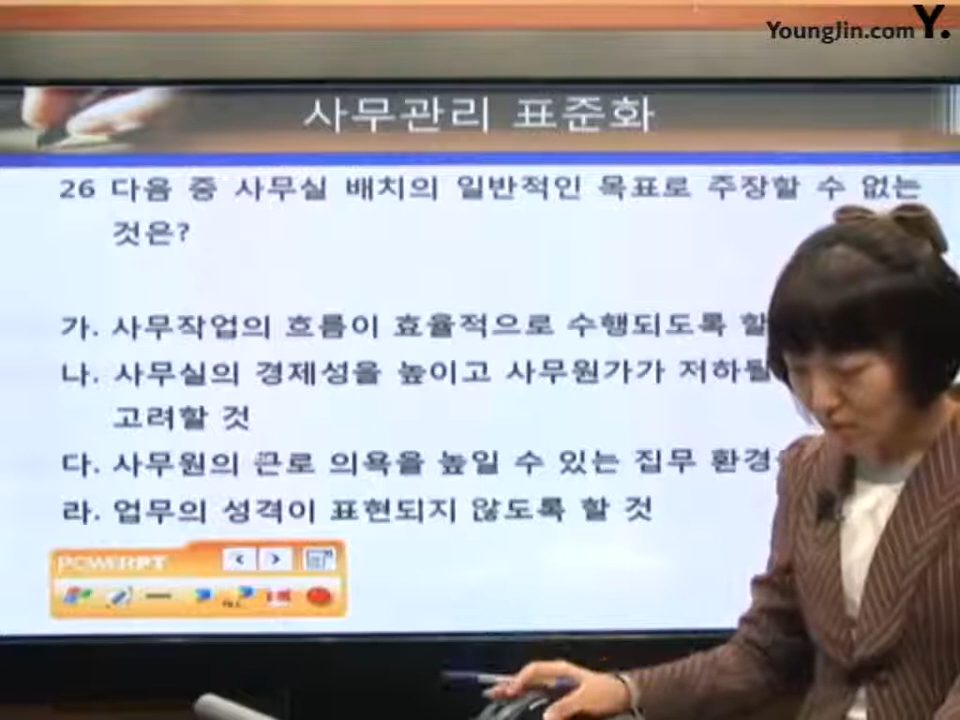 YoungJin.com Y.
사무관리 표준화
26 다음 중 사무실 배치의 일반적인 목표로 주장할 수 없는
것은?
가. 사무작업의 흐름이 효율적으로 수행되도록 할
나. 사무실의 경제성을 높이고 사무원가가 저하될
고려할 것
다. 사무원의 근로 의욕을 높일 수 있는 집무 환경
라. 업무의 성격이 표현되지 않도록 할 것
POWERPT